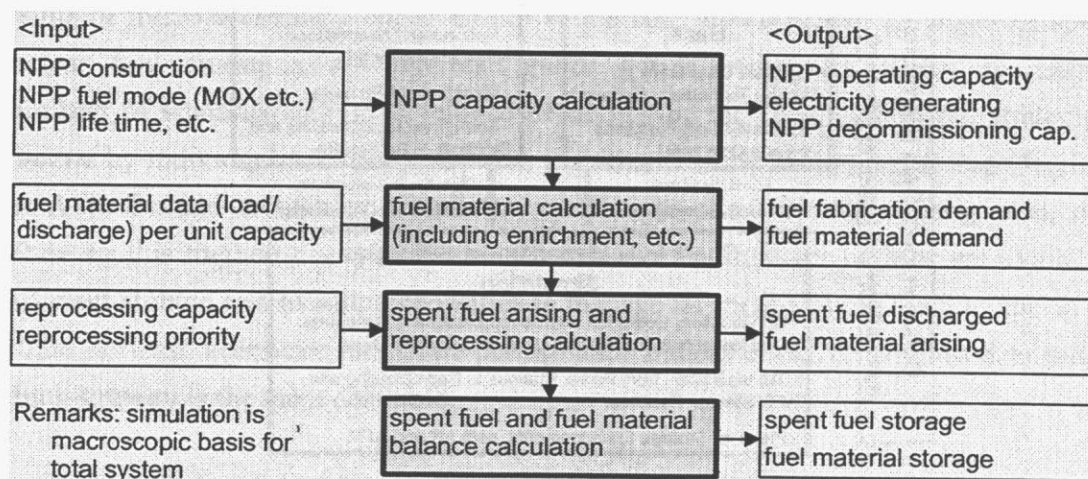 <Input>
<Output>
NPP construction
NPP fuel mode (MOX etc.)
NPP life time, etc.
NPP capacity calculation
NPP operating capacity
electricity generating
NPP decommissioning cap.
fuel material data (load/
discharge) per unit capacity
fuel material calculation
(including enrichment, etc.)
fuel fabrication demand
fuel material demand
reprocessing capacity
reprocessing priority
spent fuel arising and
reprocessing calculation
spent fuel discharged
fuel material arising
Remarks: simulation is
macroscopic basis for
total system
spent fuel and fuel material
balance calculation
spent fuel storage
fuel material storage